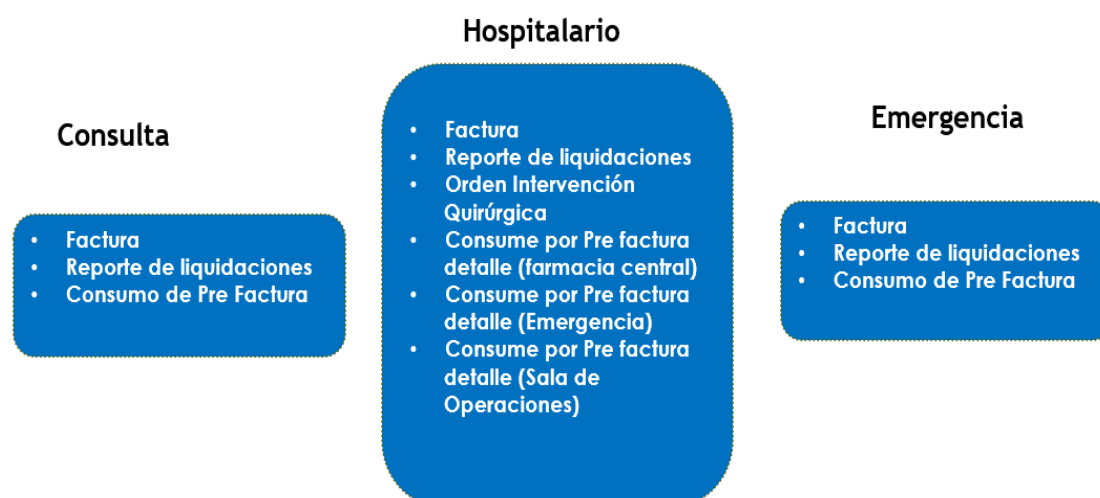 Hospitalario
Consulta
Emergencia
• Factura
• Reporte de liquidaciones
• Consumo de Pre Factura
• Factura
• Reporte de liquidaciones
• Orden Intervención
Quirúrgica
• Consume por Pre factura
detalle (farmacia central)
• Consume por Pre factura
detalle (Emergencia)
• Consume por Pre factura
detalle (Sala de
Operaciones)
• Factura
• Reporte de liquidaciones
• Consumo de Pre Factura